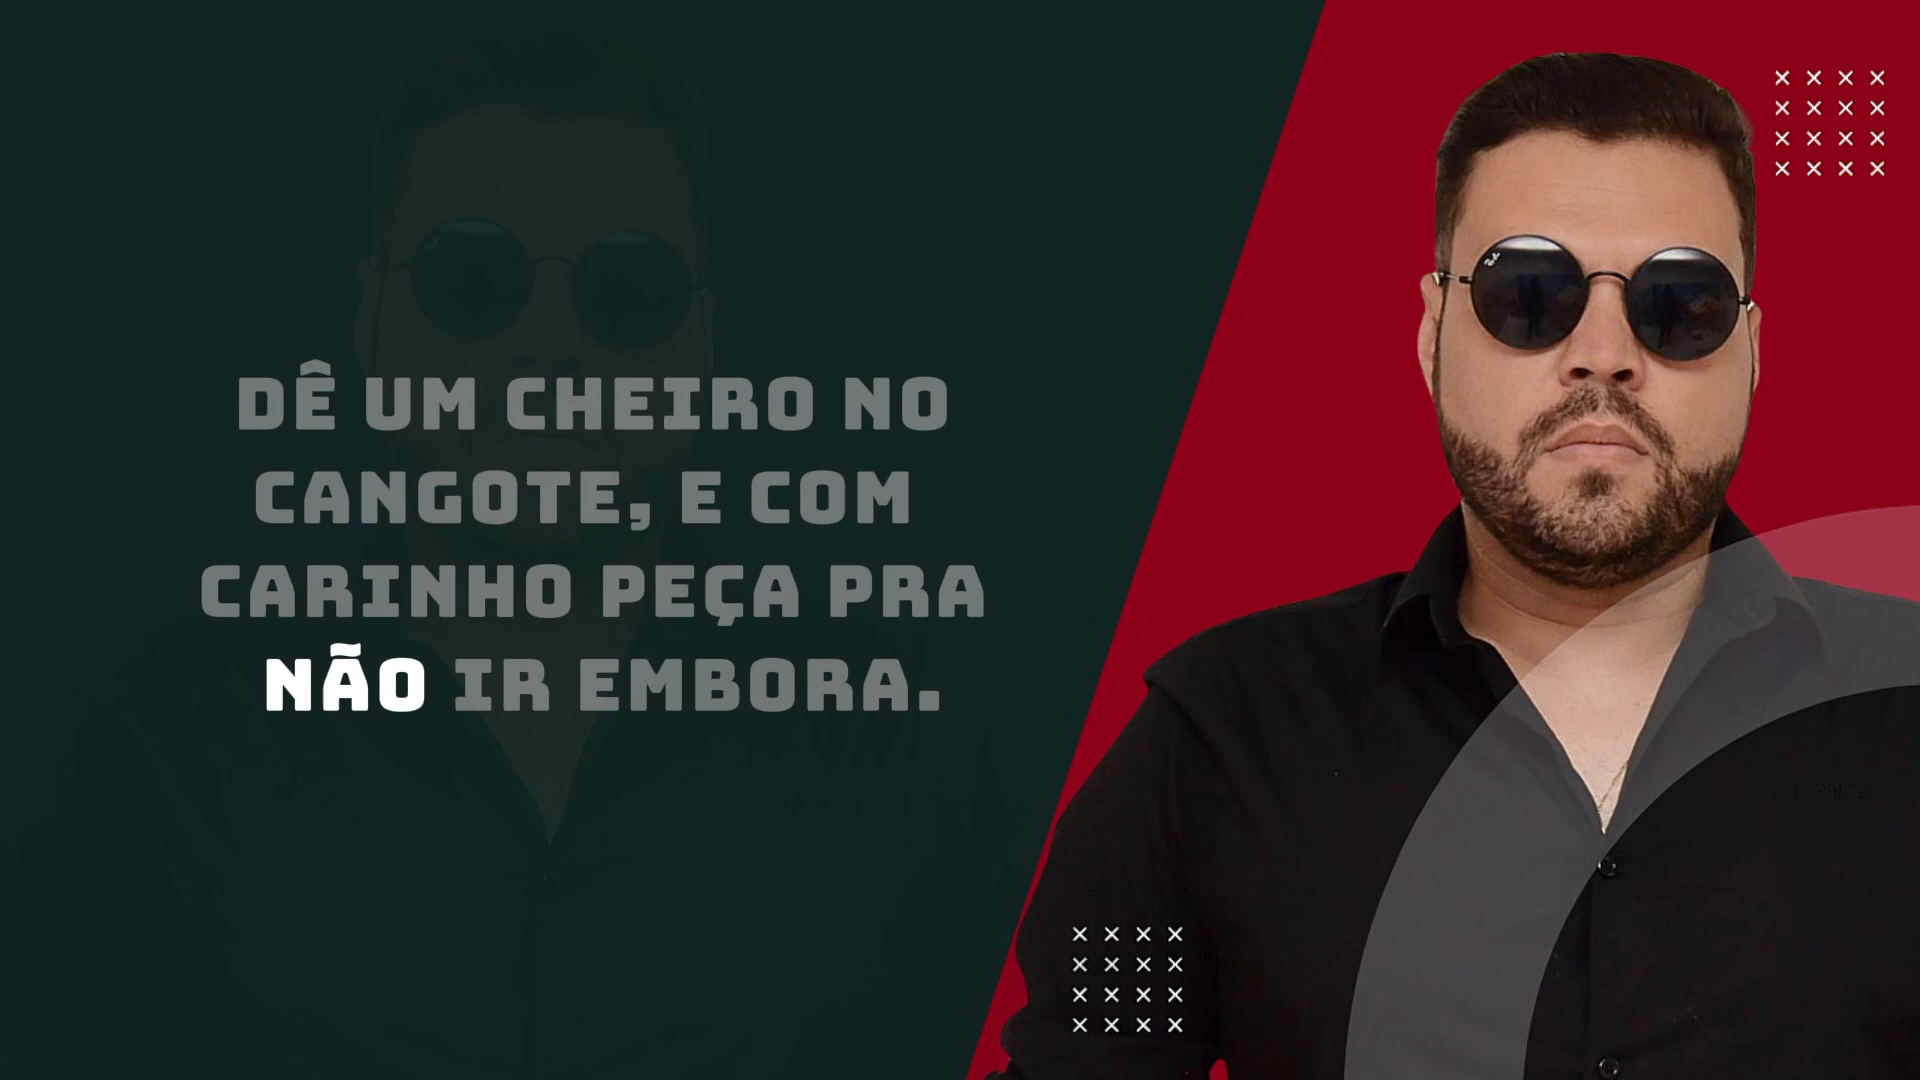 DÊ UM CHEIRO NO
CANGOTE, E COM
CARINHO PEÇA PRA
NÃO IR EMBORA.